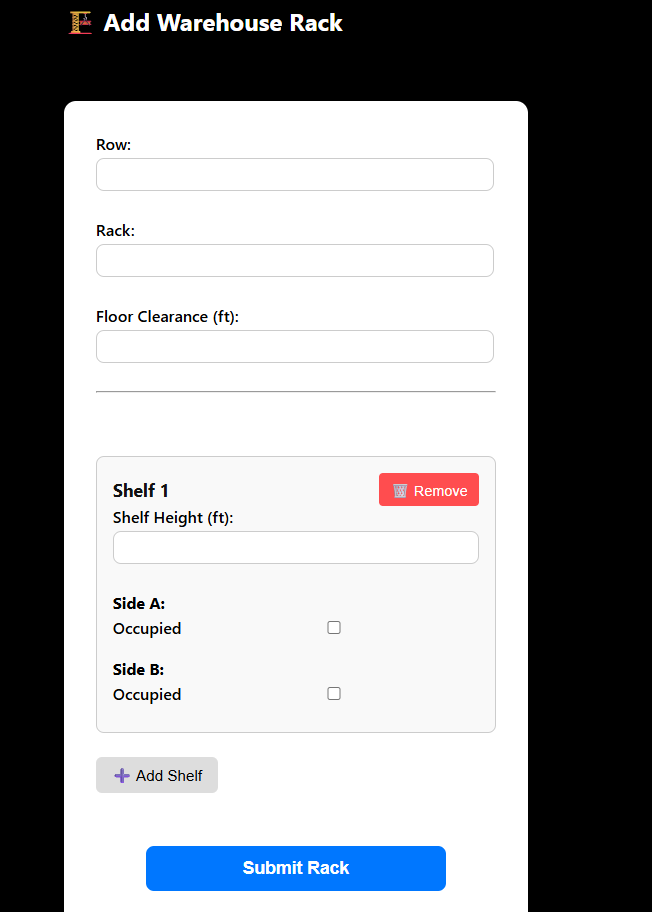 Add Warehouse Rack
Row:
Rack:
Floor Clearance (ft):
Shelf 1
Remove
Shelf Height (ft):
Side A:
Occupied
Side B:
Occupied
Add Shelf
Submit Rack